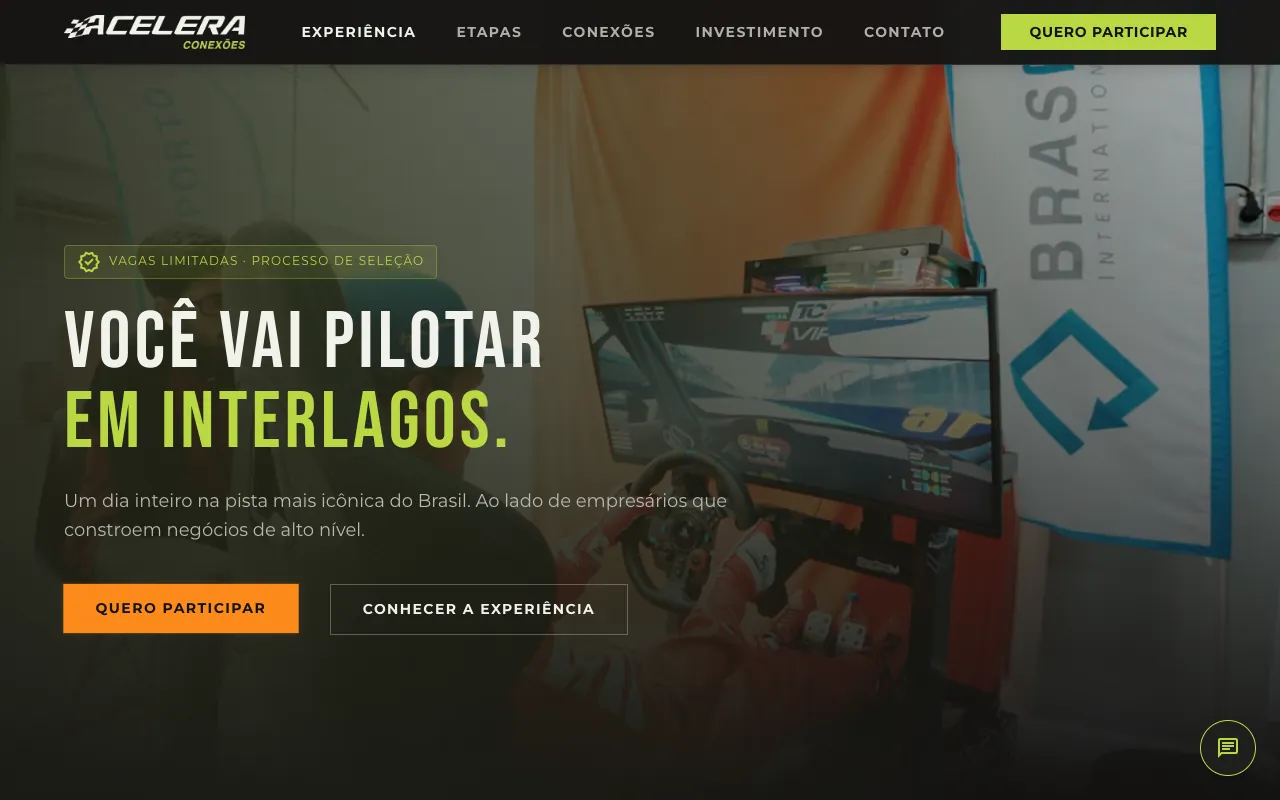 ACELERA
CONEXÕES
EXPERIÊNCIA
ETAPAS
CONEXÕES
INVESTIMENTO
CONTATO
QUERO PARTICIPAR
VAGAS LIMITADAS · PROCESSO DE SELEÇÃO
VOCÊ VAI PILOTAR
EM INTERLAGOS.
Um dia inteiro na pista mais icônica do Brasil. Ao lado de empresários que
constroem negócios de alto nível.
QUERO PARTICIPAR
CONHECER A EXPERIÊNCIA
BRAS
INTERNATION